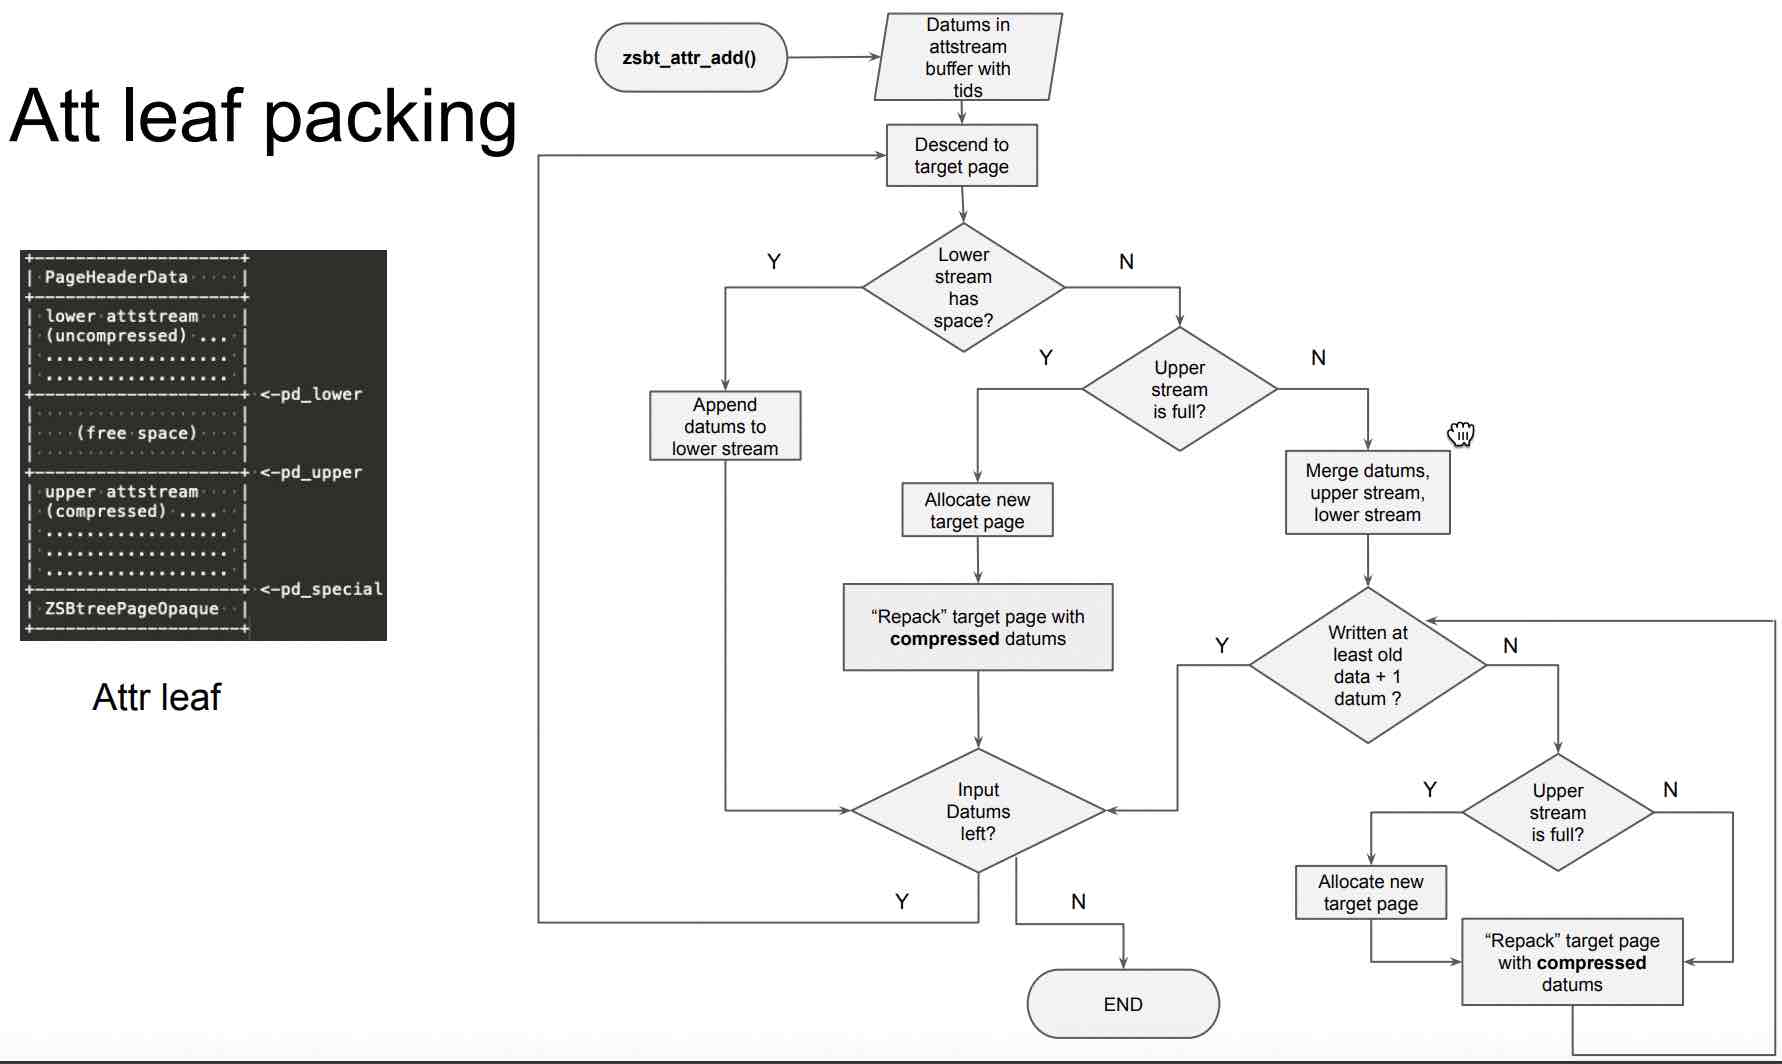 Att leaf packing
+---------------------+
| PageHeaderData ····· |
+---------------------+
| lower attstream ···· |
| (uncompressed) ... |
| .................. |
| .................. |
+---------------------+ <-pd_lower
| (free space) |
+---------------------+ <-pd_upper
| upper attstream ···· |
| (compressed) .... |
| .................. |
| .................. |
| .................. |
+---------------------+ <-pd_special
| ZSBtreePageOpaque |
+---------------------+
Attr leaf
zsbt_attr_add()
Datums in
attstream
buffer with
tids
Descend to
target page
Lower
stream
has
space?
Y
N
Append
datums to
lower stream
Upper
stream
is full?
Y
N
Allocate new
target page
“Repack” target page with
compressed datums
Merge datums,
upper stream,
lower stream
Written at
least old
data + 1
datum ?
Y
N
Upper
stream
is full?
Y
N
Allocate new
target page
“Repack” target page
with compressed
datums
Input
Datums
left?
Y
N
END